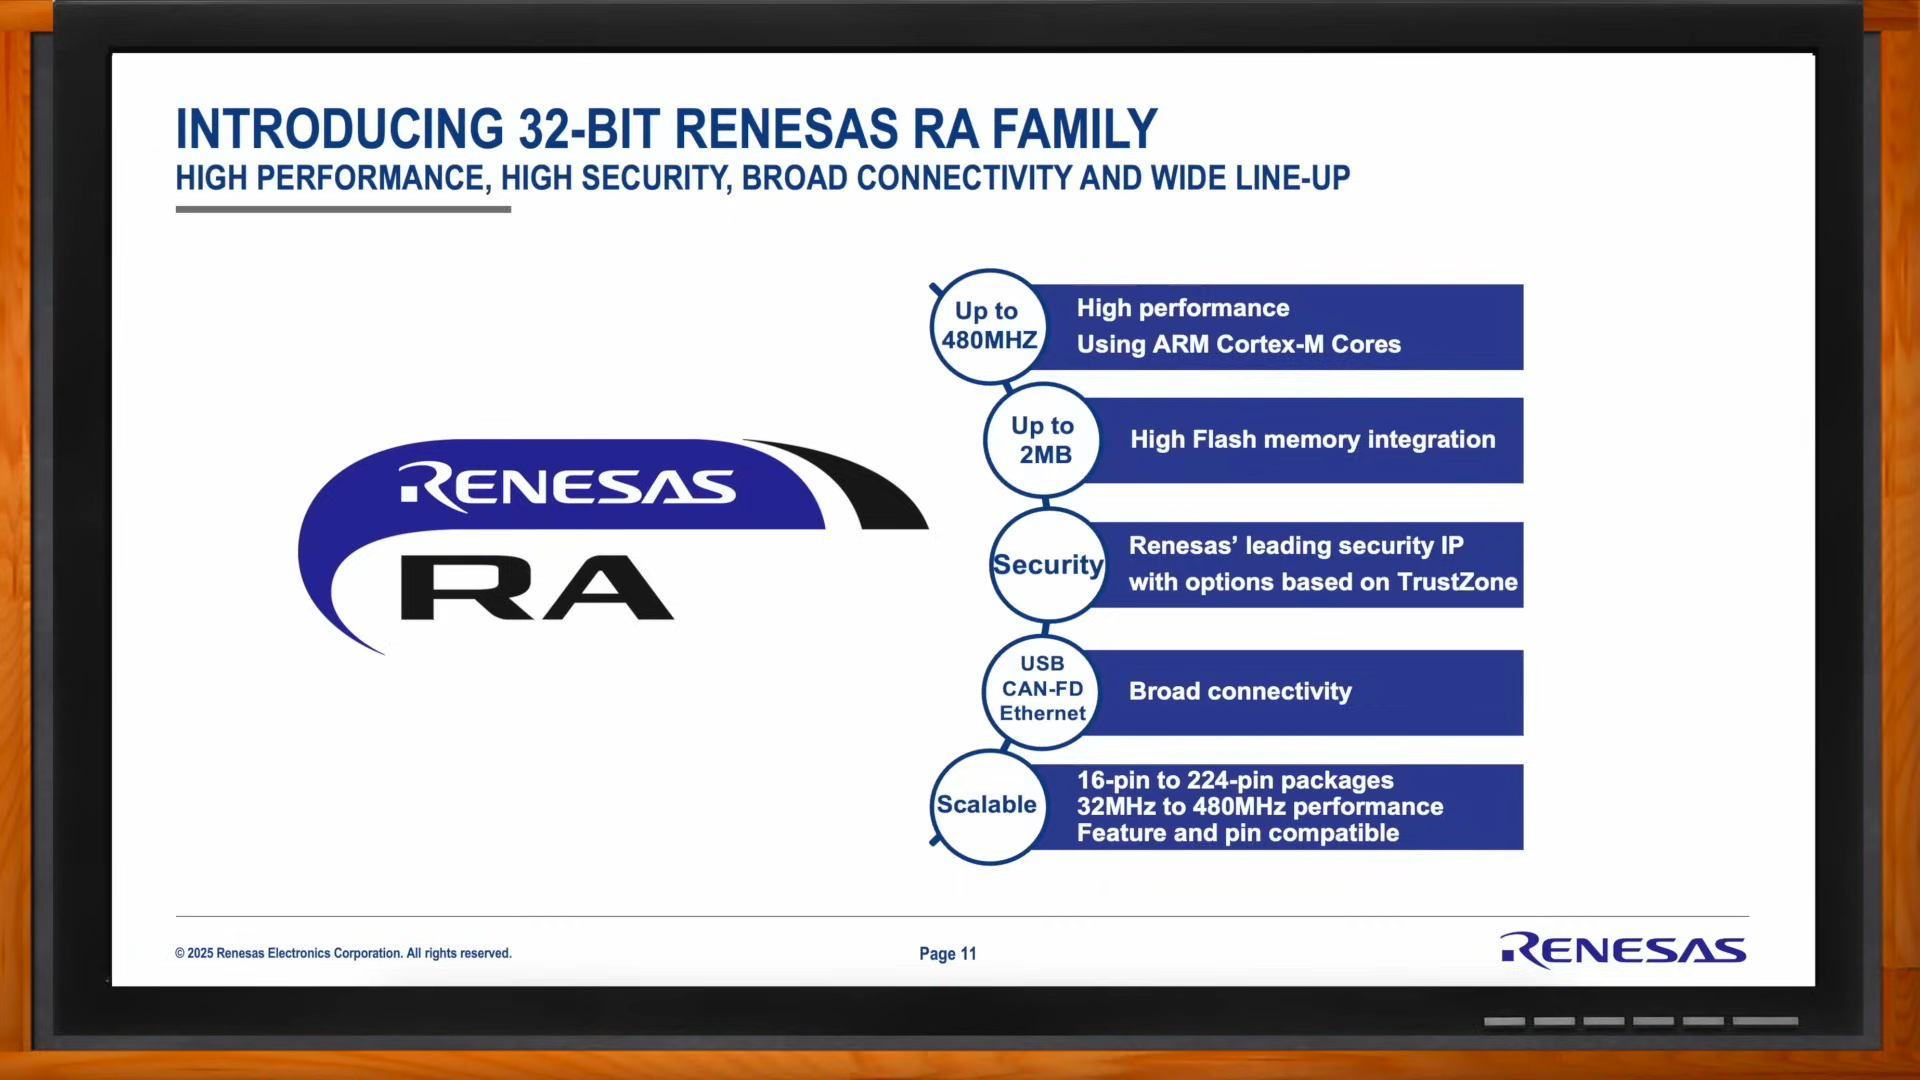 INTRODUCING 32-BIT RENESAS RA FAMILY
HIGH PERFORMANCE, HIGH SECURITY, BROAD CONNECTIVITY AND WIDE LINE-UP
RENESAS
RA
Up to
480MHZ
High performance
Using ARM Cortex-M Cores
Up to
2MB
High Flash memory integration
Security
Renesas’ leading security IP
with options based on TrustZone
USB
CAN-FD
Ethernet
Broad connectivity
Scalable
16-pin to 224-pin packages
32MHz to 480MHz performance
Feature and pin compatible
© 2025 Renesas Electronics Corporation. All rights reserved.
Page 11
RENESAS